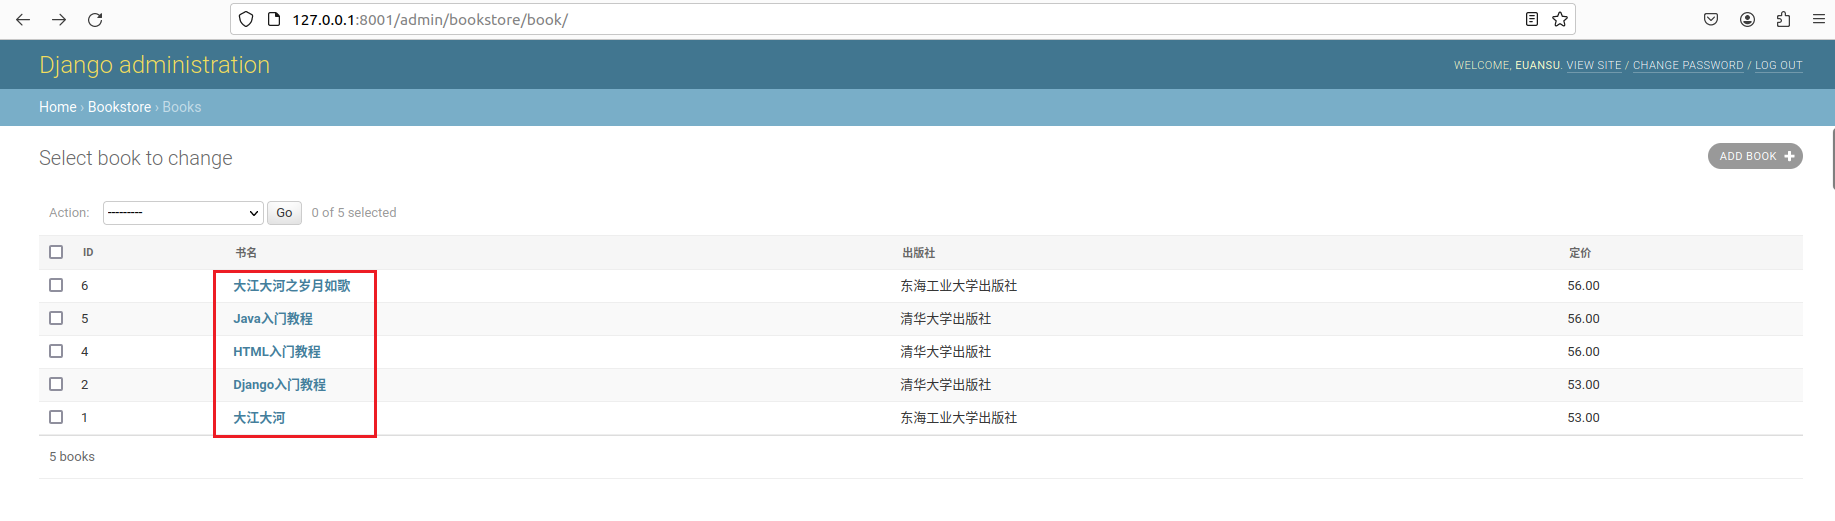 127.0.0.1:8001/admin/bookstore/book/
Django administration
WELCOME, EUANSU. VIEW SITE / CHANGE PASSWORD / LOG OUT
Home › Bookstore › Books
Select book to change
ADD BOOK
Action: --------- Go 0 of 5 selected
ID 书名 出版社 定价
6 大江大河之岁月如歌 东海工业大学出版社 56.00
5 Java入门教程 清华大学出版社 56.00
4 HTML入门教程 清华大学出版社 56.00
2 Django入门教程 清华大学出版社 53.00
1 大江大河 东海工业大学出版社 53.00
5 books